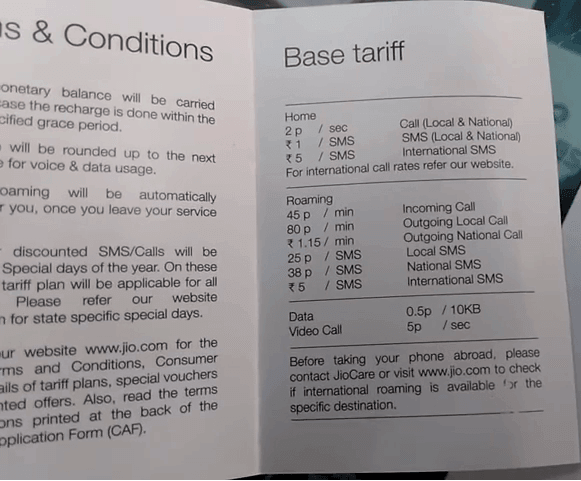 s & Conditions
onetary balance will be carried
ase the recharge is done within the
cified grace period.
will be rounded up to the next
e for voice & data usage.
oaming will be automatically
r you, once you leave your service
discounted SMS/Calls will be
Special days of the year. On these
tariff plan will be applicable for all
Please refer our website
n for state specific special days.
ur website www.jio.com for the
rms and Conditions, Consumer
ails of tariff plans, special vouchers
nted offers. Also, read the terms
ons printed at the back of the
pplication Form (CAF).
Base tariff
Home
2 p / sec Call (Local & National)
₹ 1 / SMS SMS (Local & National)
₹ 5 / SMS International SMS
For international call rates refer our website.
Roaming
45 p / min Incoming Call
80 p / min Outgoing Local Call
₹ 1.15 / min Outgoing National Call
25 p / SMS Local SMS
38 p / SMS National SMS
₹ 5 / SMS International SMS
Data 0.5p / 10KB
Video Call 5p / sec
Before taking your phone abroad, please
contact JioCare or visit www.jio.com to check
if international roaming is available for the
specific destination.